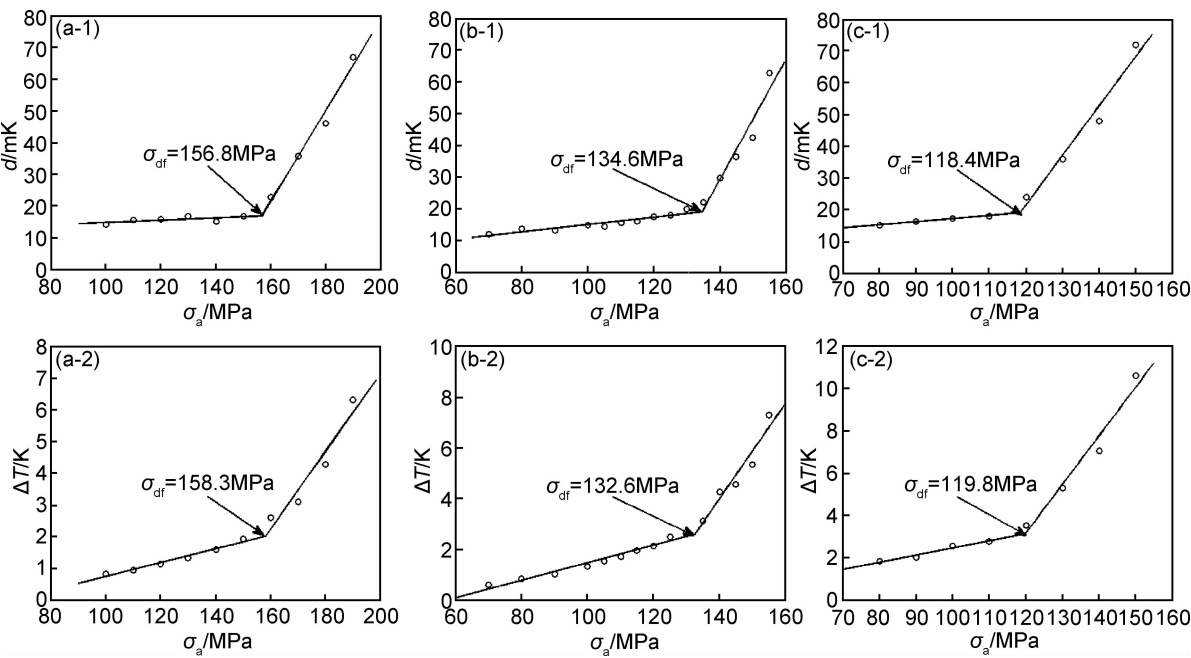 (a-1)
80
70
60
50
40
30
20
10
0
d/mK
σdf=156.8MPa
100 120 140 160 180 200
σa/MPa
(b-1)
80
70
60
50
40
30
20
10
0
d/mK
σdf=134.6MPa
60 80 100 120 140 160
σa/MPa
(c-1)
80
70
60
50
40
30
20
10
0
d/mK
σdf=118.4MPa
70 80 90 100 110 120 130 140 150 160
σa/MPa
(a-2)
8
7
6
5
4
3
2
1
0
ΔT/K
σdf=158.3MPa
100 120 140 160 180 200
σa/MPa
(b-2)
10
8
6
4
2
0
ΔT/K
σdf=132.6MPa
60 80 100 120 140 160
σa/MPa
(c-2)
12
10
8
6
4
2
0
ΔT/K
σdf=119.8MPa
70 80 90 100 110 120 130 140 150 160
σa/MPa